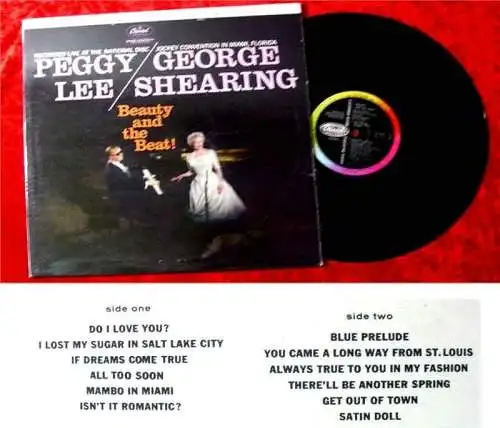 Capitol
RECORDED LIVE AT THE NATIONAL DISC JOCKEY CONVENTION IN MIAMI, FLORIDA
PEGGY LEE / GEORGE SHEARING
Beauty
and
the
Beat!
side one
DO I LOVE YOU?
I LOST MY SUGAR IN SALT LAKE CITY
IF DREAMS COME TRUE
ALL TOO SOON
MAMBO IN MIAMI
ISN'T IT ROMANTIC?
side two
BLUE PRELUDE
YOU CAME A LONG WAY FROM ST. LOUIS
ALWAYS TRUE TO YOU IN MY FASHION
THERE'LL BE ANOTHER SPRING
GET OUT OF TOWN
SATIN DOLL